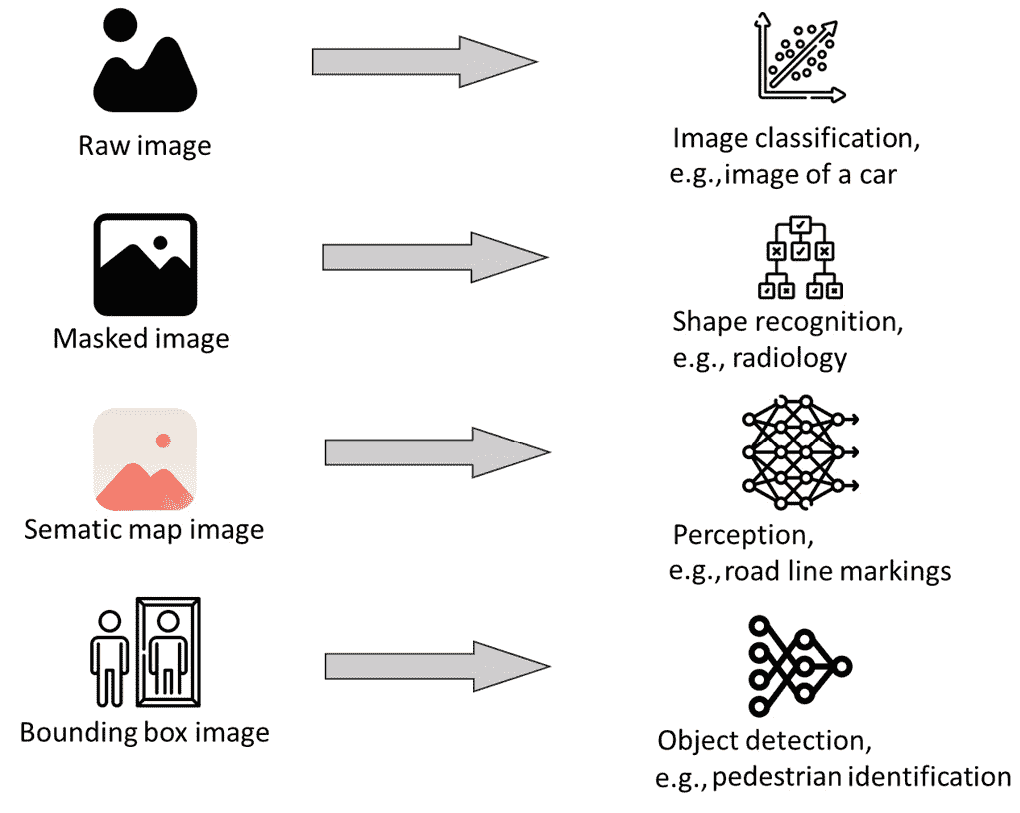 Raw image
Image classification,
e.g., image of a car
Masked image
Shape recognition,
e.g., radiology
Sematic map image
Perception,
e.g., road line markings
Bounding box image
Object detection,
e.g., pedestrian identification